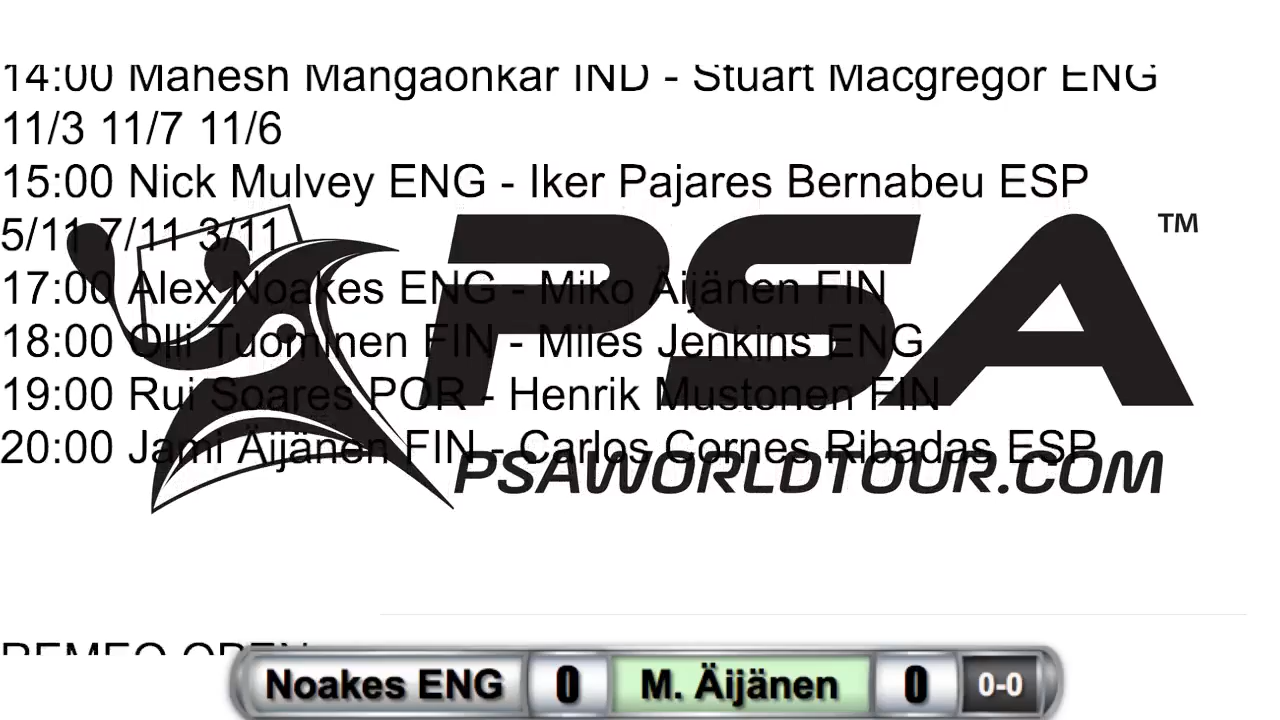 14:00 Mahesh Mangaonkar IND - Stuart Macgregor ENG
11/3 11/7 11/6
15:00 Nick Mulvey ENG - Iker Pajares Bernabeu ESP
5/11 7/11 3/11
17:00 Alex Noakes ENG - Miko Äijänen FIN
18:00 Olli Tuominen FIN - Miles Jenkins ENG
19:00 Rui Soares POR - Henrik Mustonen FIN
20:00 Jami Äijänen FIN - Carlos Cornes Ribadas ESP
PSA™
PSAWORLDTOUR.COM
REMEO OPEN
Noakes ENG 0 M. Äijänen 0 0-0